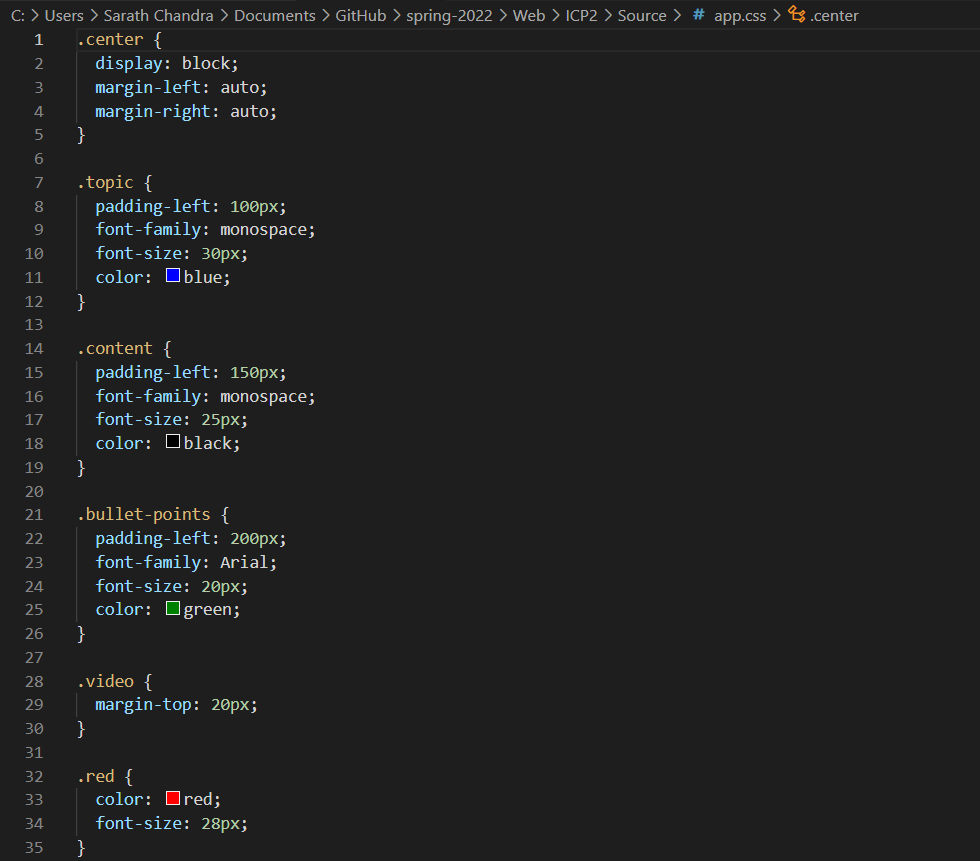 C: > Users > Sarath Chandra > Documents > GitHub > spring-2022 > Web > ICP2 > Source > # app.css > .center
1 .center {
2 display: block;
3 margin-left: auto;
4 margin-right: auto;
5 }
6
7 .topic {
8 padding-left: 100px;
9 font-family: monospace;
10 font-size: 30px;
11 color: blue;
12 }
13
14 .content {
15 padding-left: 150px;
16 font-family: monospace;
17 font-size: 25px;
18 color: black;
19 }
20
21 .bullet-points {
22 padding-left: 200px;
23 font-family: Arial;
24 font-size: 20px;
25 color: green;
26 }
27
28 .video {
29 margin-top: 20px;
30 }
31
32 .red {
33 color: red;
34 font-size: 28px;
35 }